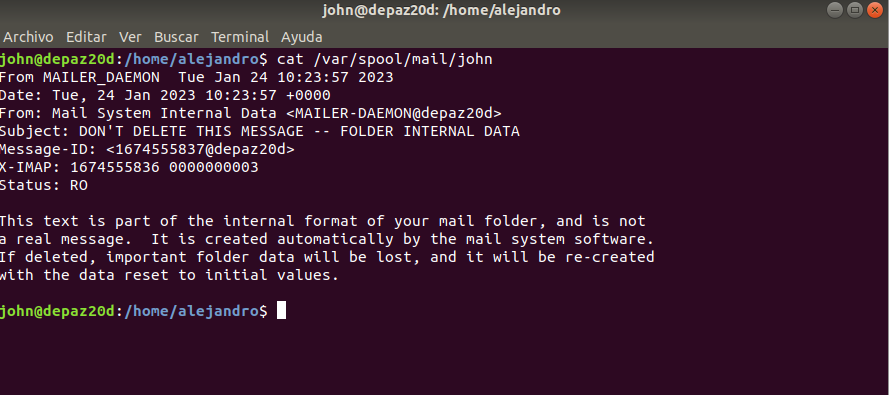 john@depaz20d: /home/alejandro
Archivo Editar Ver Buscar Terminal Ayuda
john@depaz20d:/home/alejandro$ cat /var/spool/mail/john
From MAILER_DAEMON  Tue Jan 24 10:23:57 2023
Date: Tue, 24 Jan 2023 10:23:57 +0000
From: Mail System Internal Data <MAILER-DAEMON@depaz20d>
Subject: DON'T DELETE THIS MESSAGE -- FOLDER INTERNAL DATA
Message-ID: <1674555837@depaz20d>
X-IMAP: 1674555836 0000000003
Status: RO
This text is part of the internal format of your mail folder, and is not
a real message.  It is created automatically by the mail system software.
If deleted, important folder data will be lost, and it will be re-created
with the data reset to initial values.
john@depaz20d:/home/alejandro$